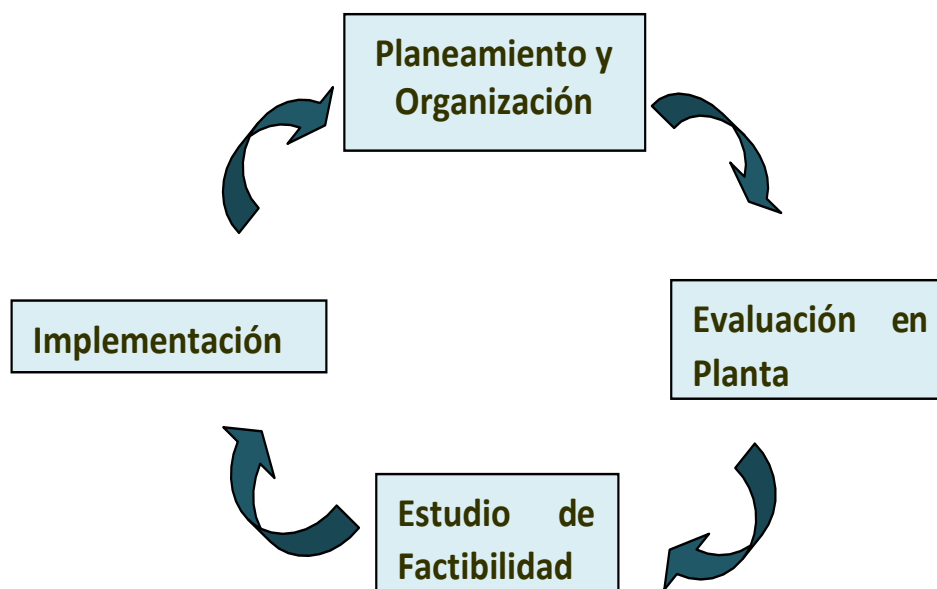 Planeamiento y
Organización
Evaluación en
Planta
Estudio de
Factibilidad
Implementación